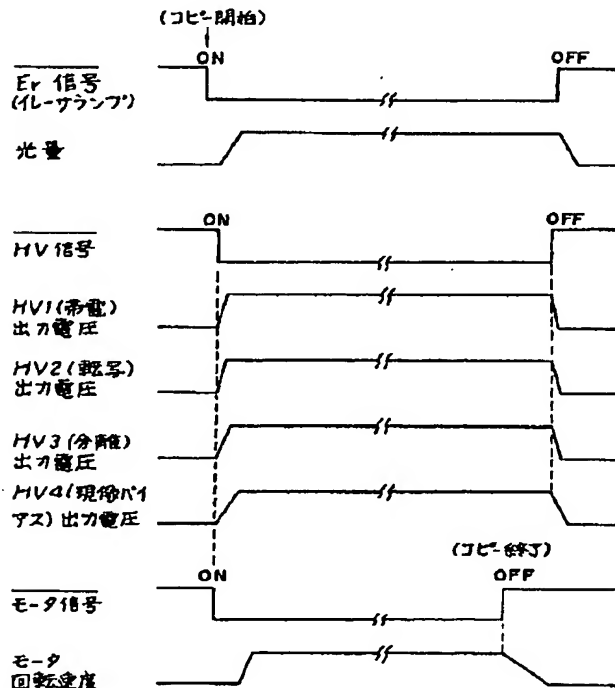 (コピー開始)
ON
OFF
Er 信号
(イレーサランプ)
光量
ON
OFF
HV 信号
HV1(帯電)
出力電圧
HV2(転写)
出力電圧
HV3(分離)
出力電圧
HV4(現像バイ
アス)出力電圧
(コピー終了)
ON
OFF
モータ信号
モータ
回転速度